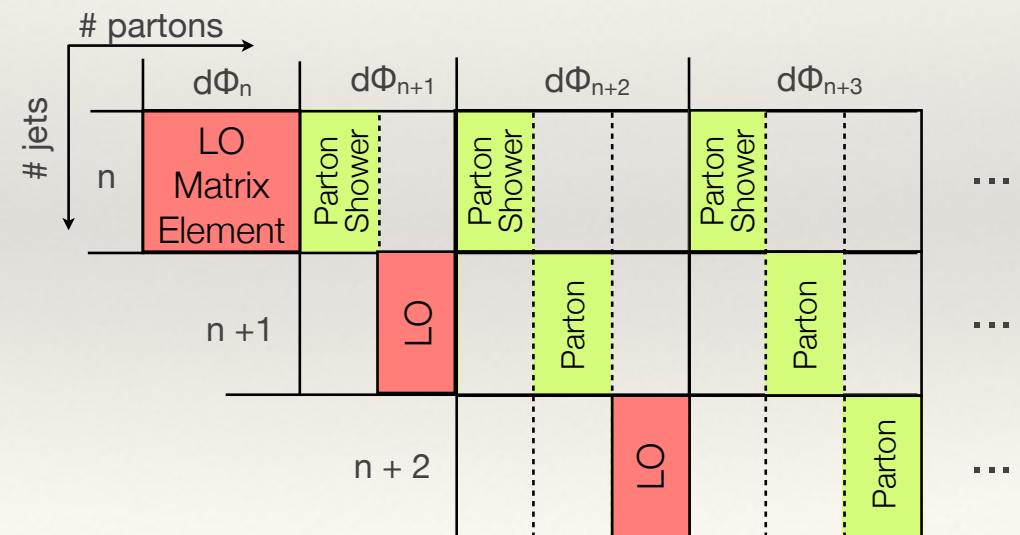 # partons
# jets
dΦn
dΦn+1
dΦn+2
dΦn+3
n
LO
Matrix
Element
Parton
Shower
Parton
Shower
Parton
Shower
...
n +1
LO
Parton
Parton
...
n + 2
LO
Parton
...